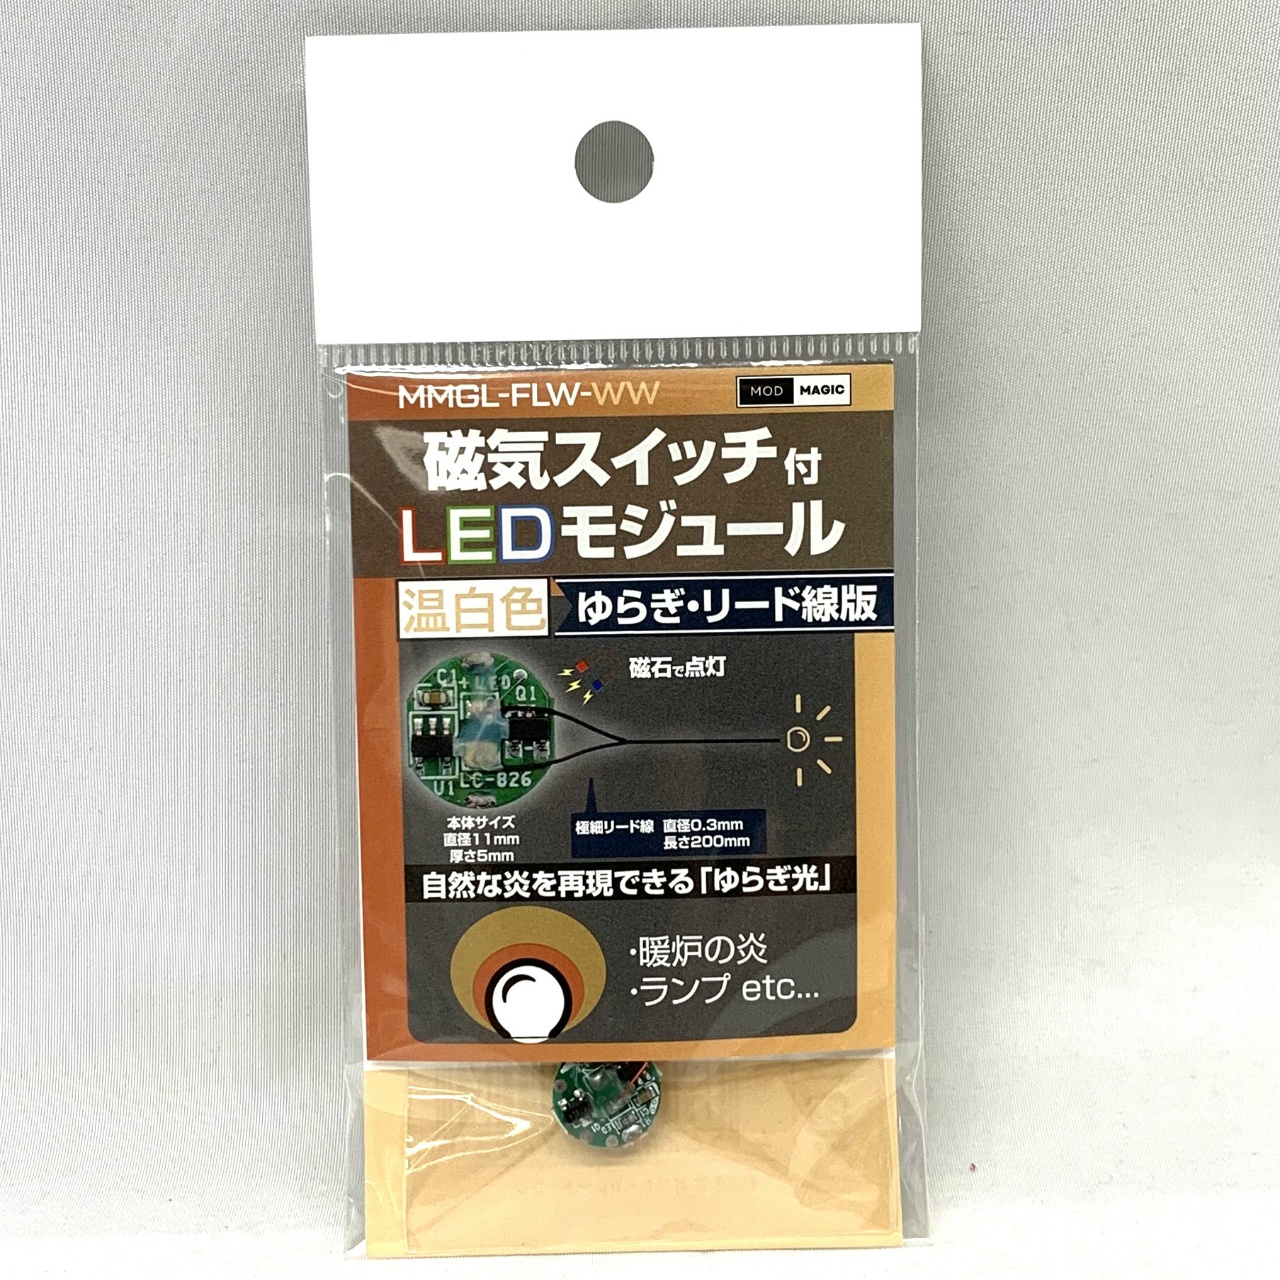 MMGL-FLW-WW
MOD MAGIC
磁気スイッチ付
LEDモジュール
温白色 ゆらぎ・リード線版
磁石で点灯
C1 + LED Q1
U1 LC-826
本体サイズ
直径11mm
厚さ5mm
極細リード線 直径0.3mm
長さ200mm
自然な炎を再現できる「ゆらぎ光」
・暖炉の炎
・ランプ etc...